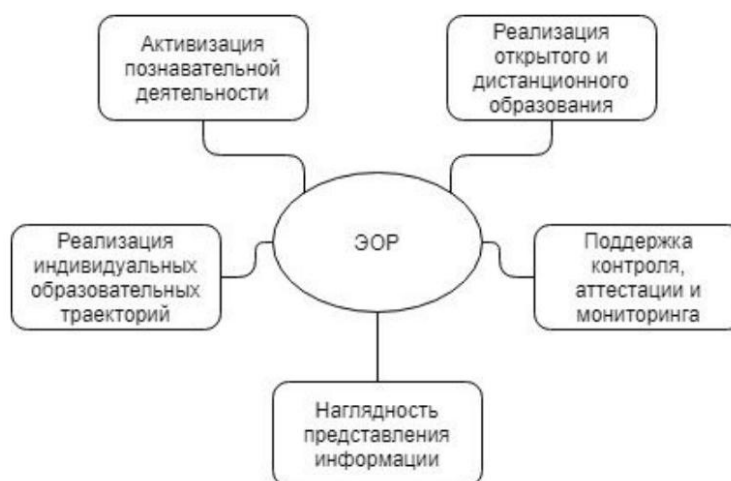 Активизация
познавательной
деятельности
Реализация
открытого и
дистанционного
образования
ЭОР
Реализация
индивидуальных
образовательных
траекторий
Поддержка
контроля,
аттестации и
мониторинга
Наглядность
представления
информации